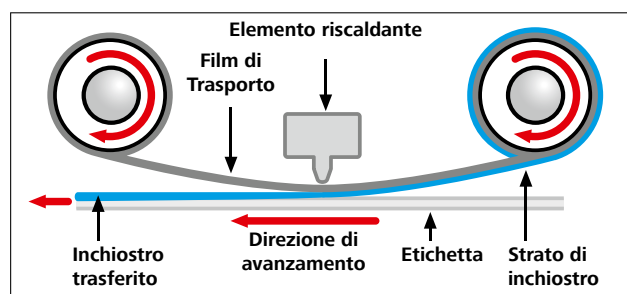 Elemento riscaldante
Film di
Trasporto
Inchiostro
trasferito
Direzione di
avanzamento
Etichetta
Strato di
inchiostro